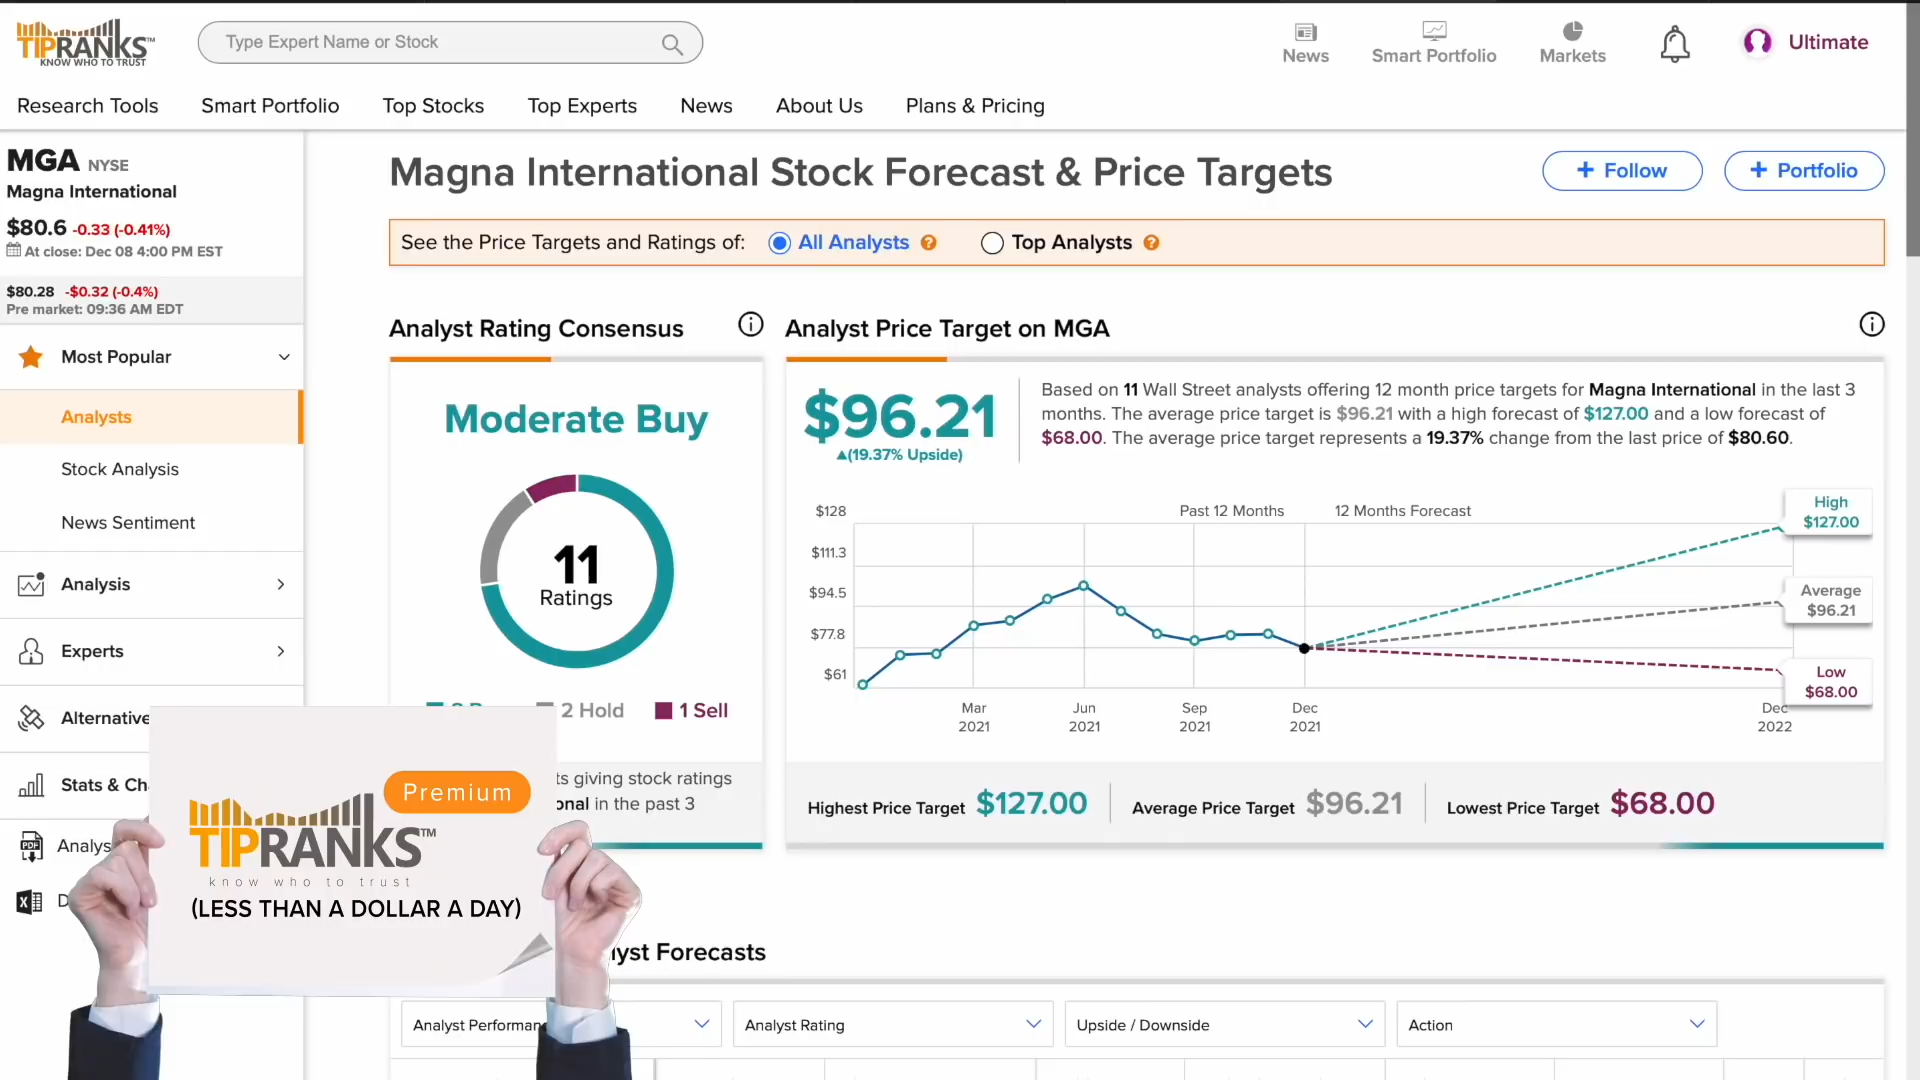 TIPRANKS™
KNOW WHO TO TRUST
Type Expert Name or Stock
News
Smart Portfolio
Markets
Ultimate
Research Tools
Smart Portfolio
Top Stocks
Top Experts
News
About Us
Plans & Pricing
MGA NYSE
Magna International
$80.6 -0.33 (-0.41%)
At close: Dec 08 4:00 PM EST
$80.28 -$0.32 (-0.4%)
Pre market: 09:36 AM EDT
Most Popular
Analysts
Stock Analysis
News Sentiment
Analysis
Experts
Alternative
Stats & Ch
Analys
D
Magna International Stock Forecast & Price Targets
+ Follow
+ Portfolio
See the Price Targets and Ratings of: All Analysts ? Top Analysts ?
Analyst Rating Consensus
Moderate Buy
11
Ratings
2 Hold
1 Sell
ts giving stock ratings
onal in the past 3
Analyst Price Target on MGA
$96.21
▲(19.37% Upside)
Based on 11 Wall Street analysts offering 12 month price targets for Magna International in the last 3
months. The average price target is $96.21 with a high forecast of $127.00 and a low forecast of
$68.00. The average price target represents a 19.37% change from the last price of $80.60.
Past 12 Months
12 Months Forecast
$128
$111.3
$94.5
$77.8
$61
High
$127.00
Average
$96.21
Low
$68.00
Mar
2021
Jun
2021
Sep
2021
Dec
2021
Dec
2022
Highest Price Target $127.00
Average Price Target $96.21
Lowest Price Target $68.00
Premium
TIPRANKS™
know who to trust
(LESS THAN A DOLLAR A DAY)
lyst Forecasts
Analyst Performan
Analyst Rating
Upside / Downside
Action